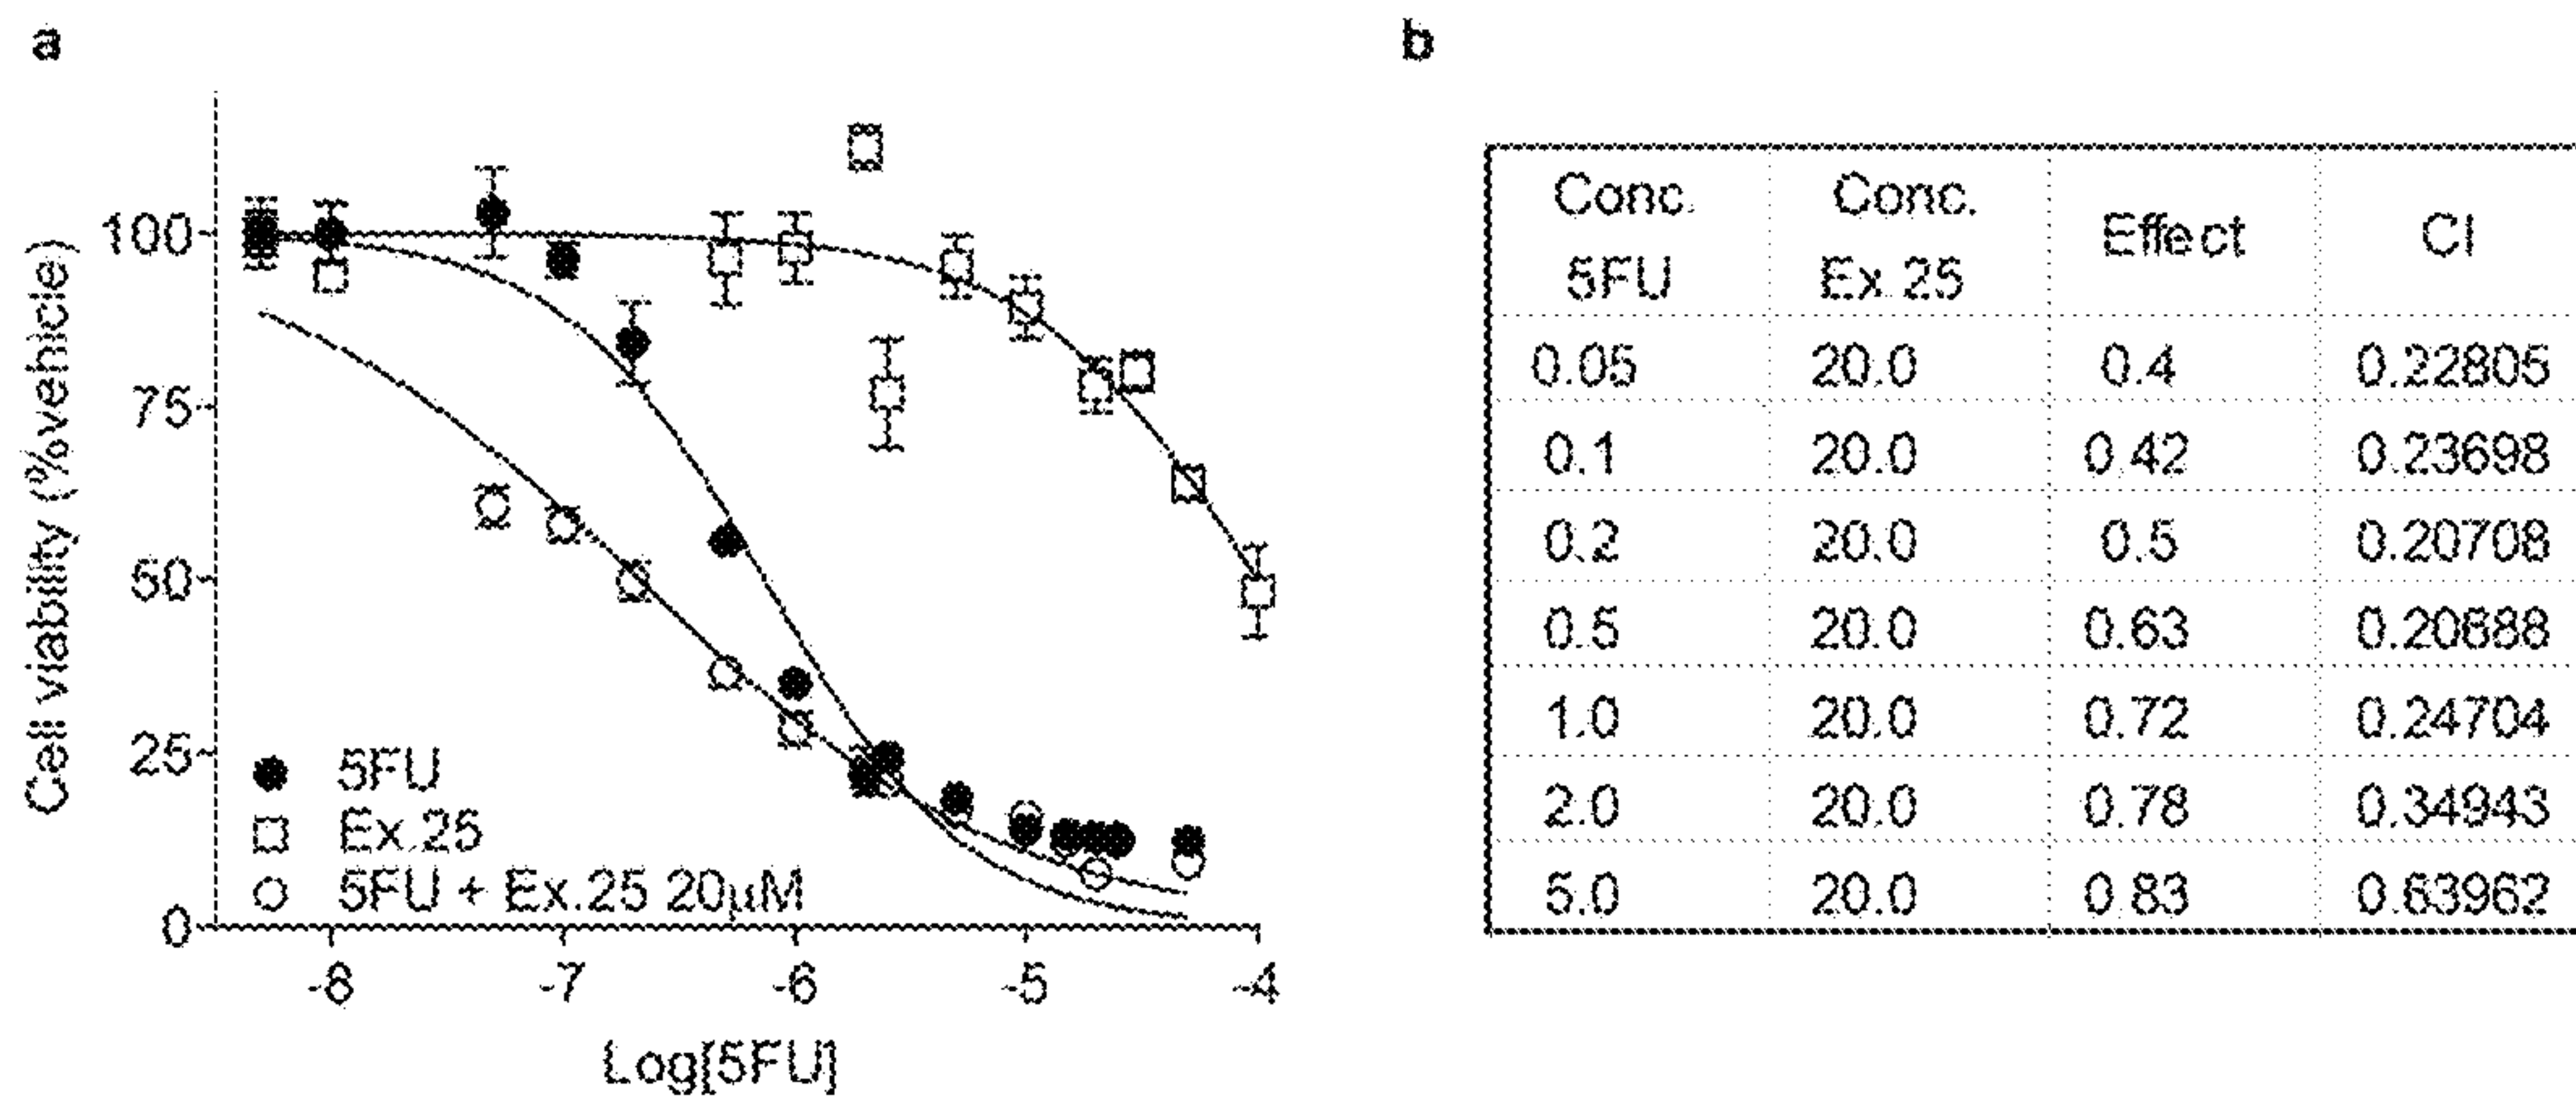 a
b
Cell viability (%vehicle)
100
75
50
25
0
5FU
Ex.25
5FU + Ex.25 20µM
-8 -7 -6 -5 -4
Log[5FU]
Conc. 5FU Conc. Ex.25 Effect CI
0.05 20.0 0.4 0.22805
0.1 20.0 0.42 0.23698
0.2 20.0 0.5 0.20708
0.5 20.0 0.63 0.20688
1.0 20.0 0.72 0.24704
2.0 20.0 0.78 0.34943
5.0 20.0 0.83 0.63962